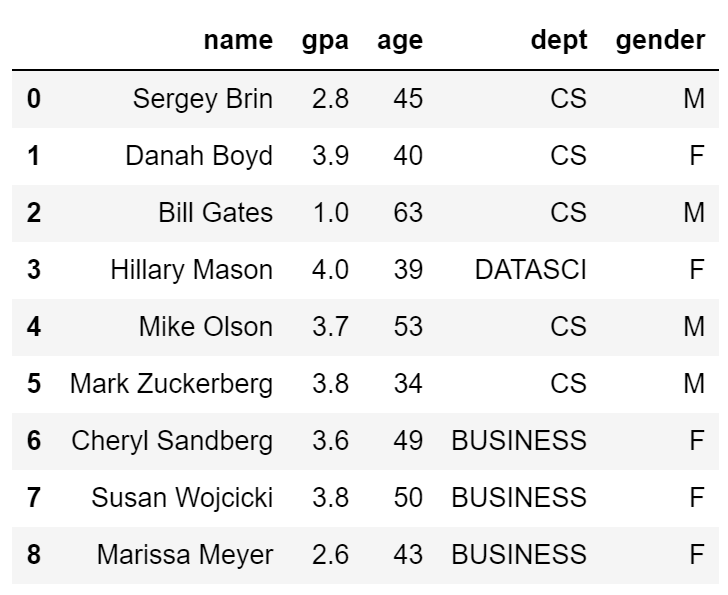 name gpa age dept gender
0 Sergey Brin 2.8 45 CS M
1 Danah Boyd 3.9 40 CS F
2 Bill Gates 1.0 63 CS M
3 Hillary Mason 4.0 39 DATASCI F
4 Mike Olson 3.7 53 CS M
5 Mark Zuckerberg 3.8 34 CS M
6 Cheryl Sandberg 3.6 49 BUSINESS F
7 Susan Wojcicki 3.8 50 BUSINESS F
8 Marissa Meyer 2.6 43 BUSINESS F